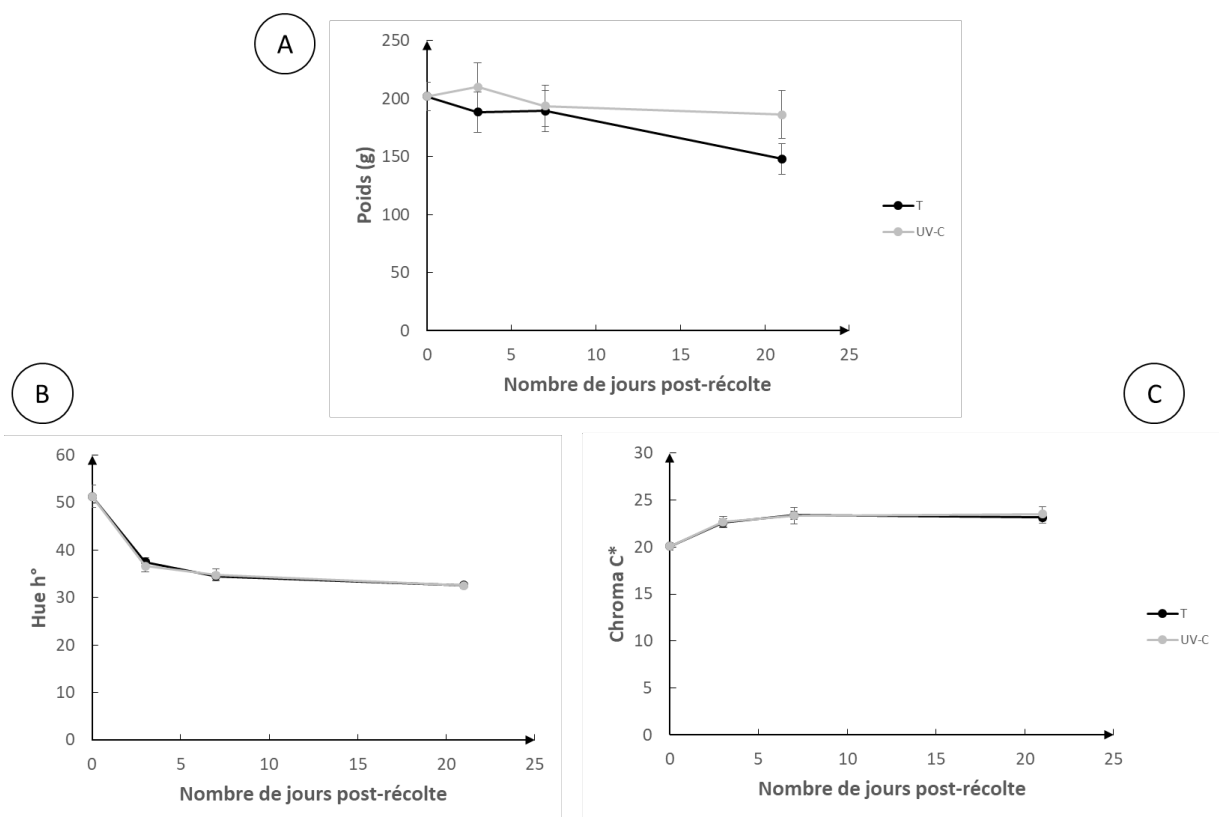 A
250
200
150
100
50
0
Poids (g)
0 5 10 15 20 25
Nombre de jours post-récolte
T
UV-C
B
60
50
40
30
20
10
0
Hue h°
0 5 10 15 20 25
Nombre de jours post-récolte
C
30
25
20
15
10
5
0
Chroma C*
0 5 10 15 20 25
Nombre de jours post-récolte
T
UV-C